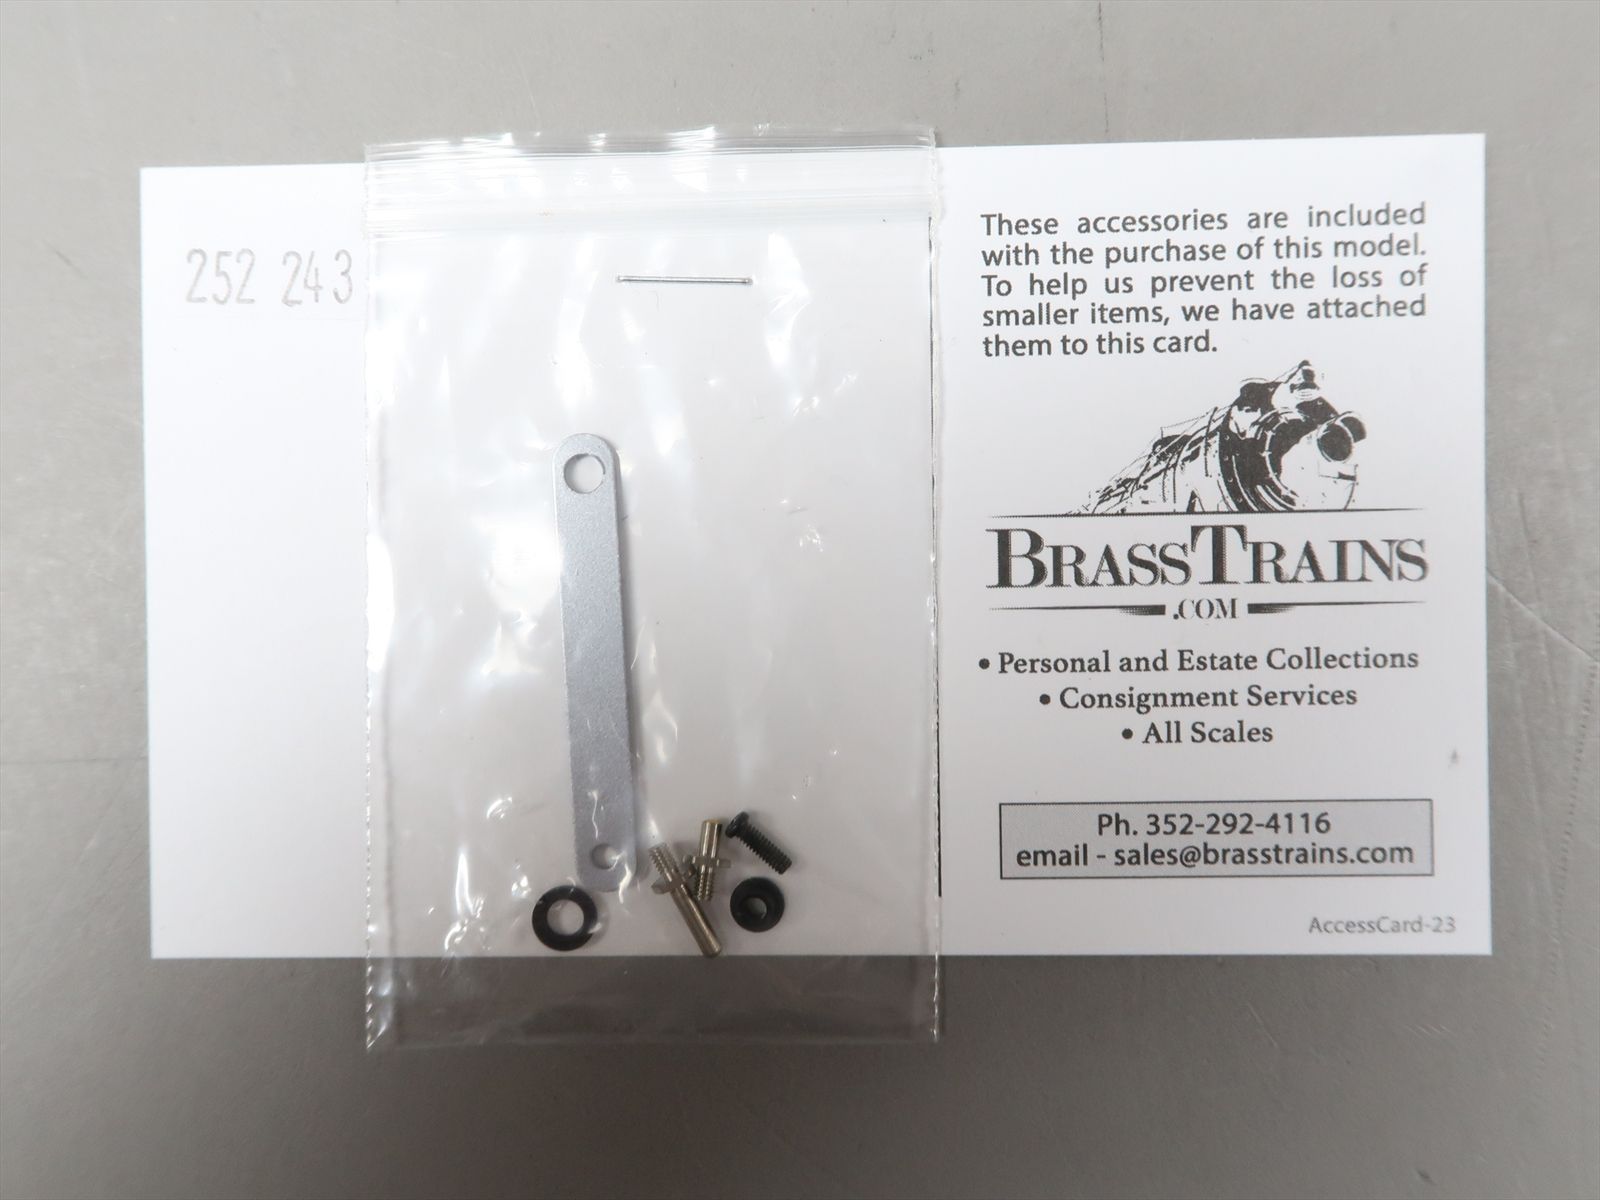 252 243
These accessories are included
with the purchase of this model.
To help us prevent the loss of
smaller items, we have attached
them to this card.
BRASSTRAINS
.COM
• Personal and Estate Collections
• Consignment Services
• All Scales
Ph. 352-292-4116
email - sales@brasstrains.com
AccessCard-23